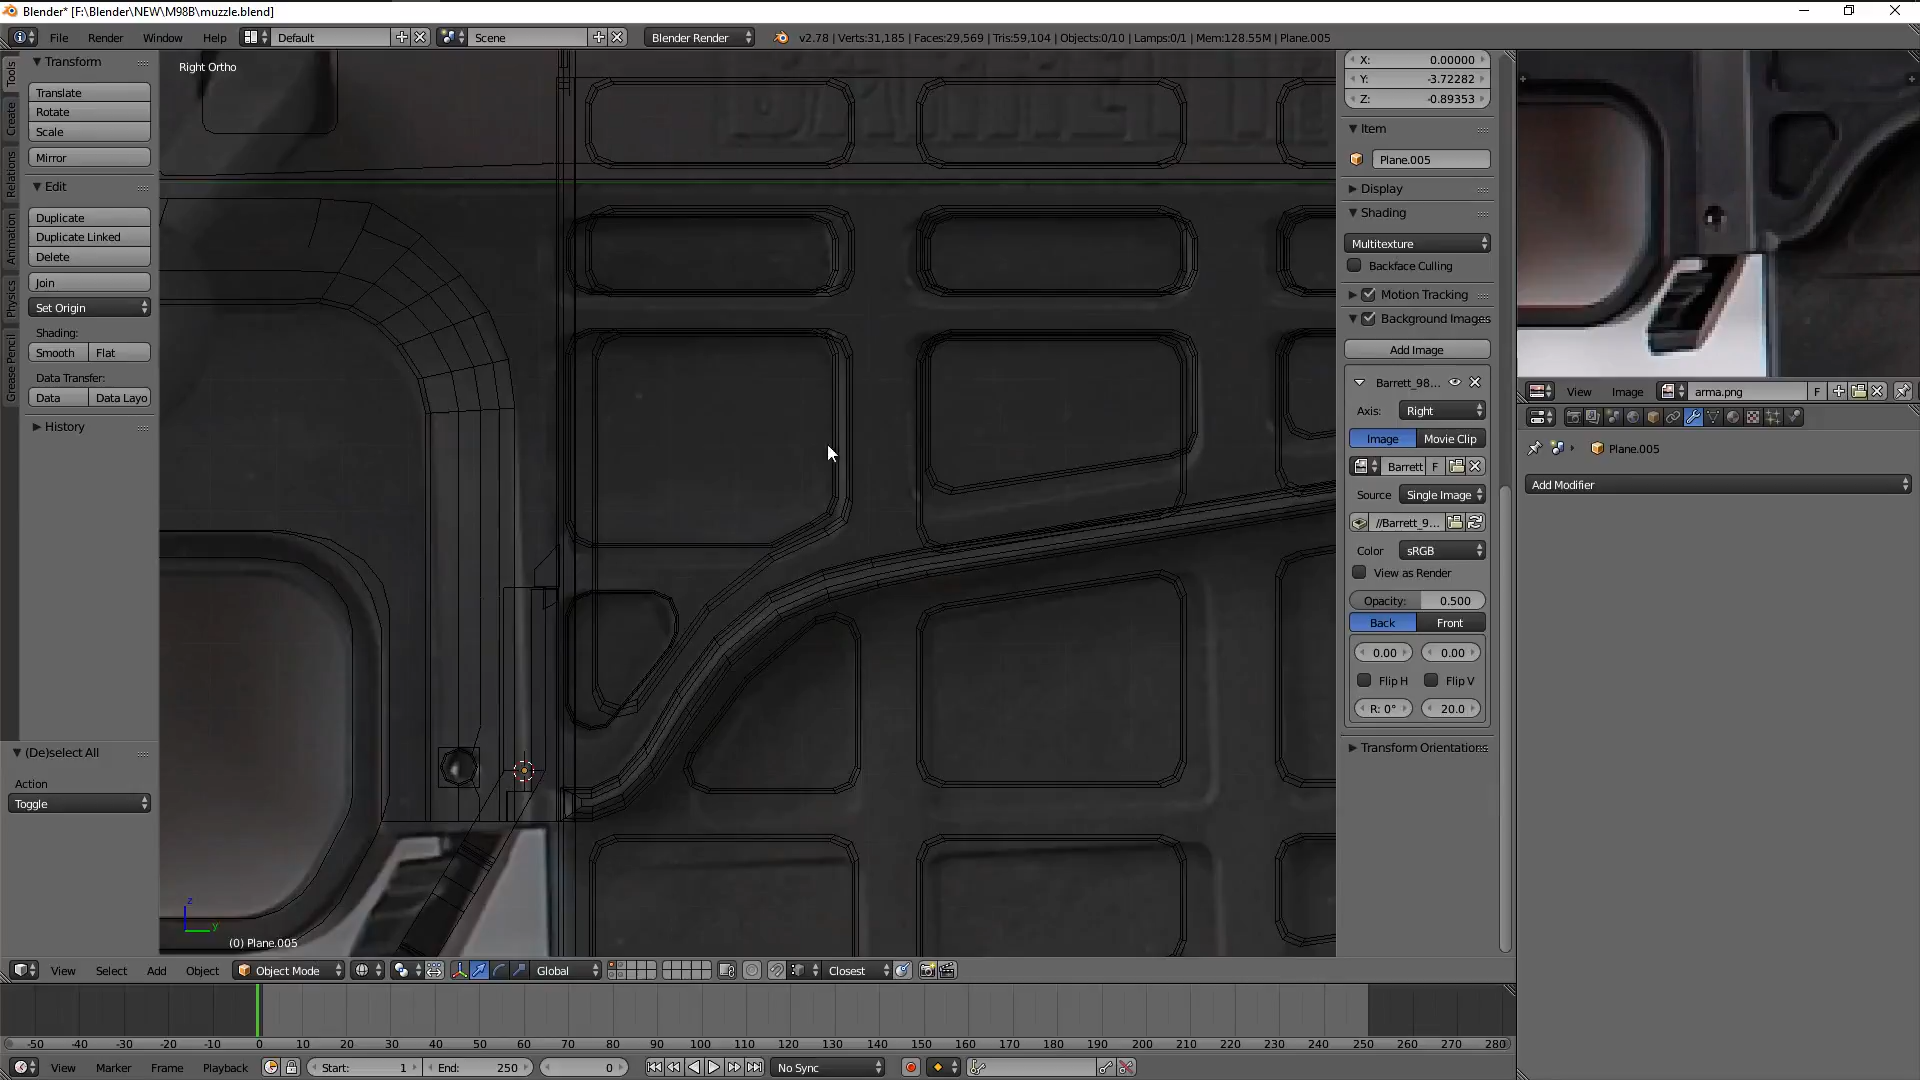 Blender* [F:\Blender\NEW\M98B\muzzle.blend]
File Render Window Help Default Scene Blender Render v2.78 | Verts:31,185 | Faces:29,569 | Tris:59,104 | Objects:0/10 | Lamps:0/1 | Mem:128.55M | Plane.005
Tools
Create
Relations
Animation
Physics
Grease Pencil
Transform
Translate
Rotate
Scale
Mirror
Edit
Duplicate
Duplicate Linked
Delete
Join
Set Origin
Shading:
Smooth Flat
Data Transfer:
Data Data Layo
History
(De)select All
Action
Toggle
Right Ortho
z
y
(0) Plane.005
X: 0.00000
Y: -3.72282
Z: -0.89353
Item
Plane.005
Display
Shading
Multitexture
Backface Culling
Motion Tracking
Background Images
Add Image
Barrett_98...
Axis: Right
Image Movie Clip
Barrett F
Source Single Image
//Barrett_9...
Color sRGB
View as Render
Opacity: 0.500
Back Front
0.00 0.00
Flip H Flip V
R: 0° 20.0
Transform Orientations
View Image arma.png F
Plane.005
Add Modifier
View Select Add Object Object Mode Global Closest
-50 -40 -30 -20 -10 0 10 20 30 40 50 60 70 80 90 100 110 120 130 140 150 160 170 180 190 200 210 220 230 240 250 260 270 280
View Marker Frame Playback Start: 1 End: 250 0 No Sync